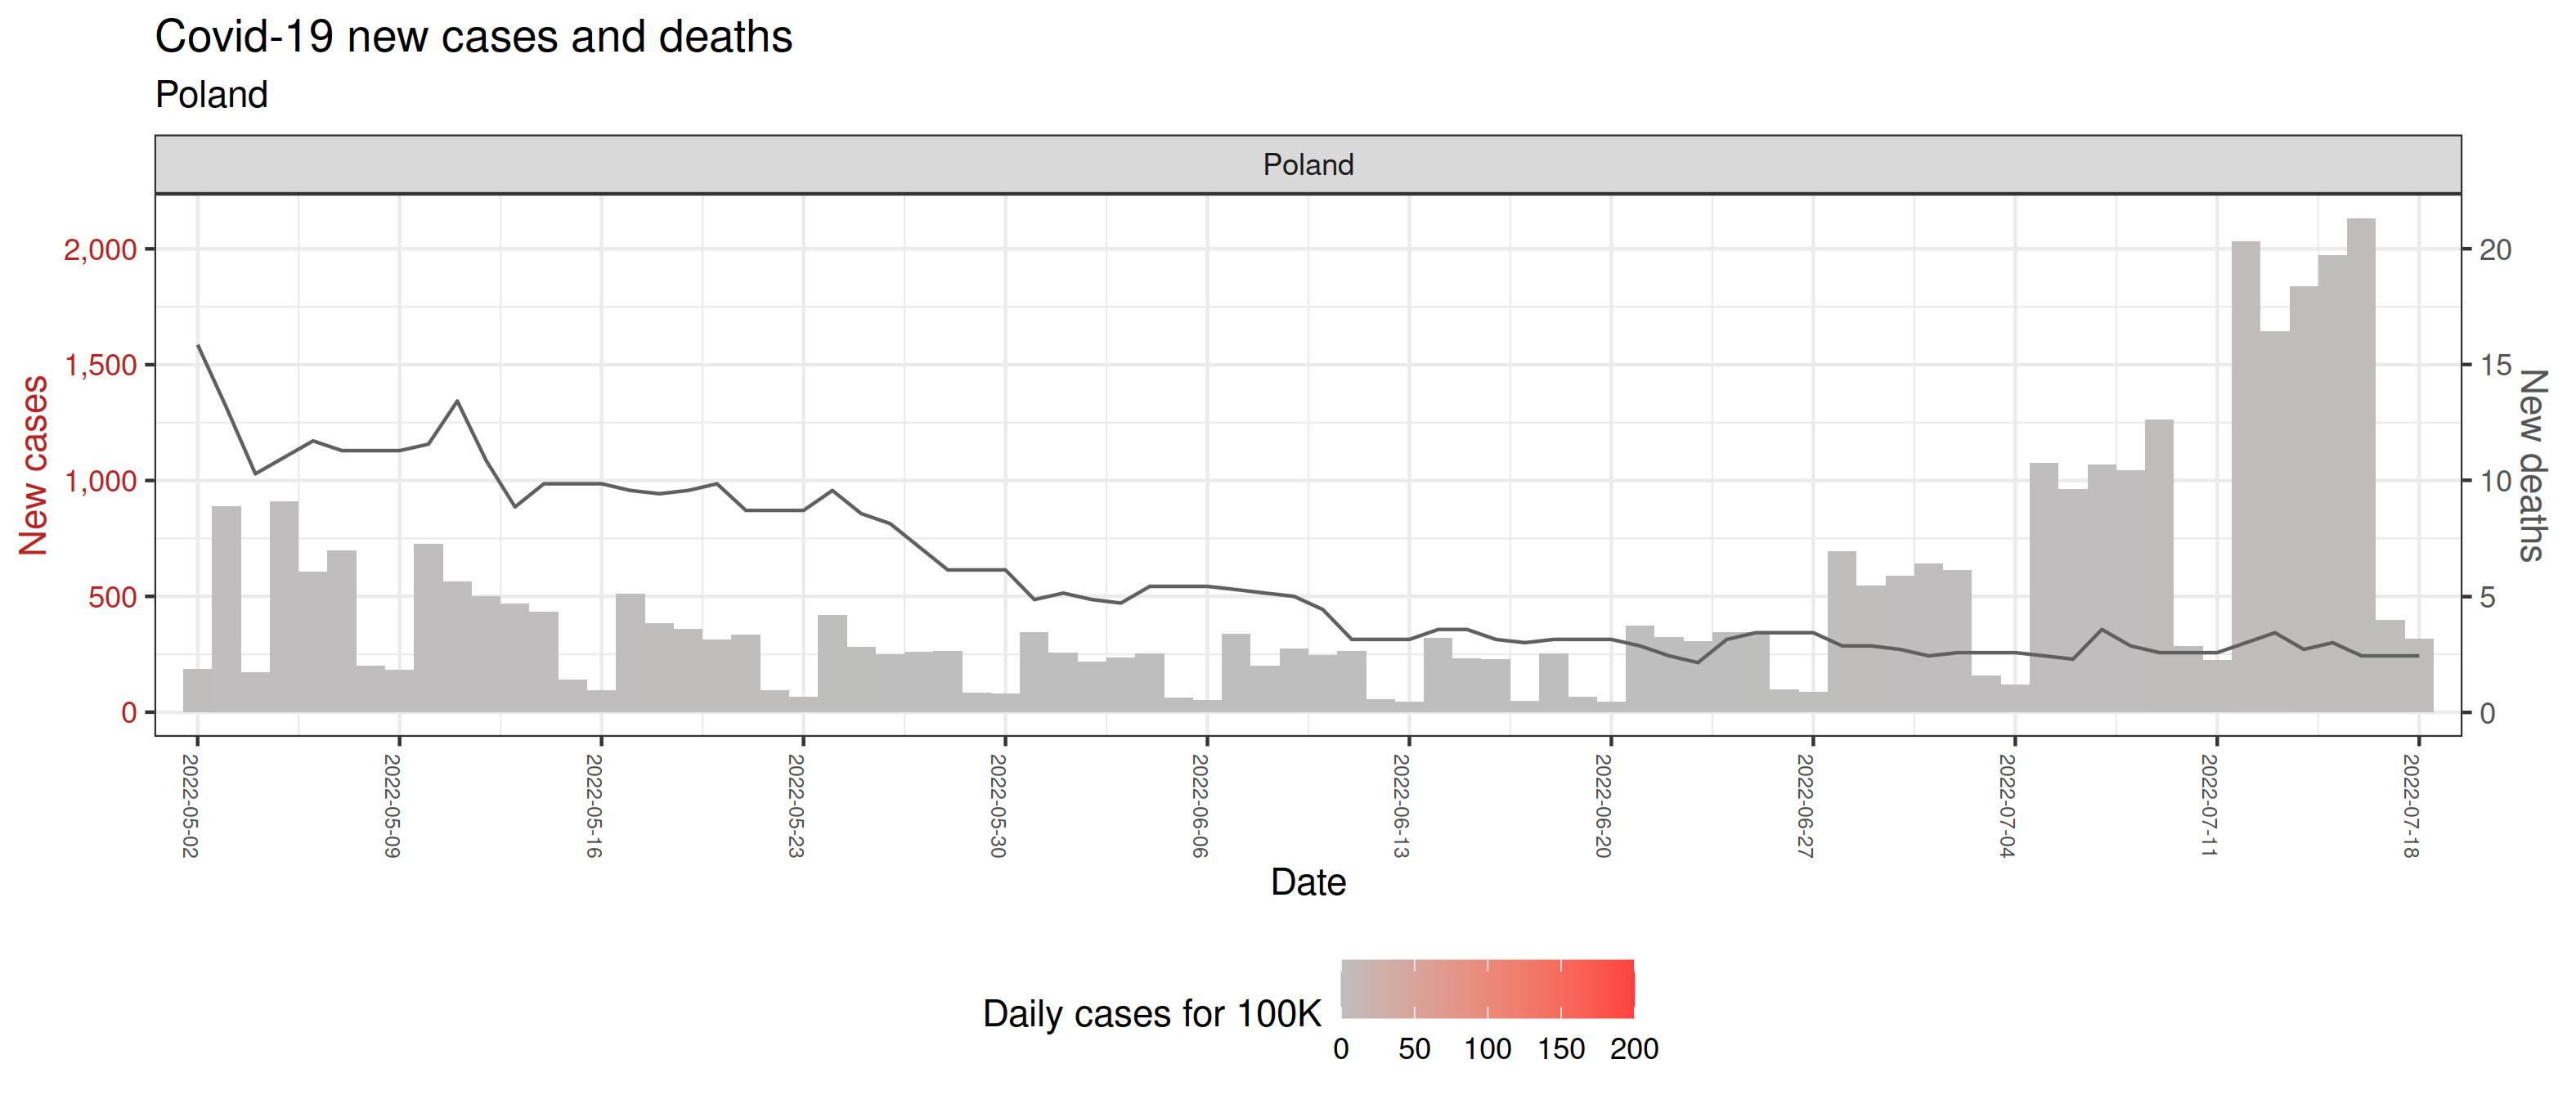 Covid-19 new cases and deaths
Poland
Poland
New cases
2,000
1,500
1,000
500
0
20
15
10
5
0
New deaths
2022-05-02
2022-05-09
2022-05-16
2022-05-23
2022-05-30
2022-06-06
2022-06-13
2022-06-20
2022-06-27
2022-07-04
2022-07-11
2022-07-18
Date
Daily cases for 100K
0 50 100 150 200